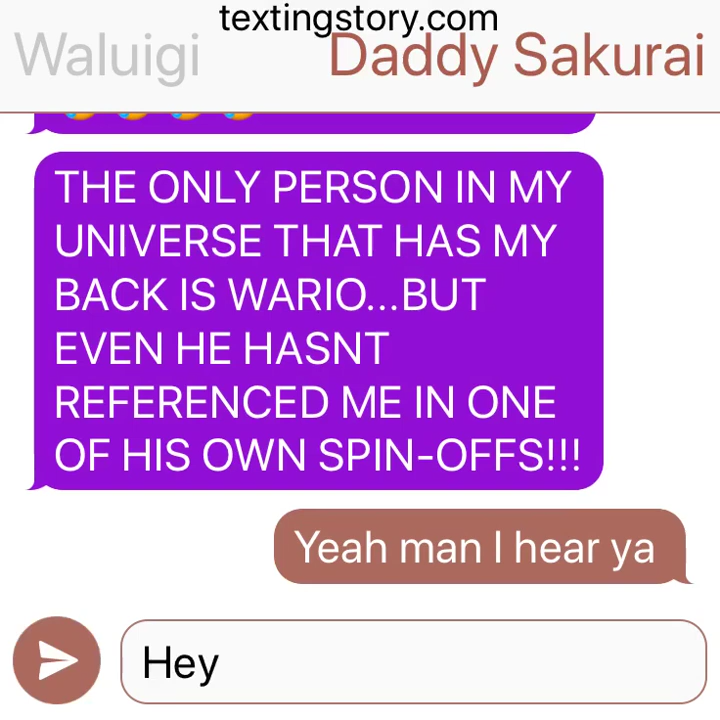 textingstory.com
Waluigi Daddy Sakurai
THE ONLY PERSON IN MY
UNIVERSE THAT HAS MY
BACK IS WARIO...BUT
EVEN HE HASNT
REFERENCED ME IN ONE
OF HIS OWN SPIN-OFFS!!!
Yeah man I hear ya
Hey